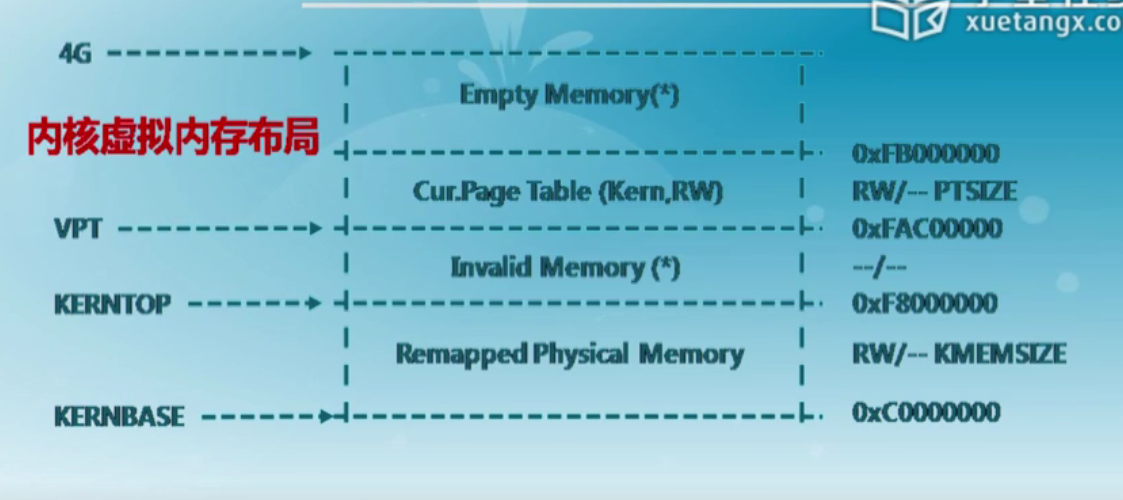 xuetangx.co
4G
Empty Memory(*)
内核虚拟内存布局
0xFB000000
Cur.Page Table (Kern,RW)
RW/-- PTSIZE
VPT
0xFAC00000
Invalid Memory (*)
--/--
KERNTOP
0xF8000000
Remapped Physical Memory
RW/-- KMEMSIZE
KERNBASE
0xC0000000